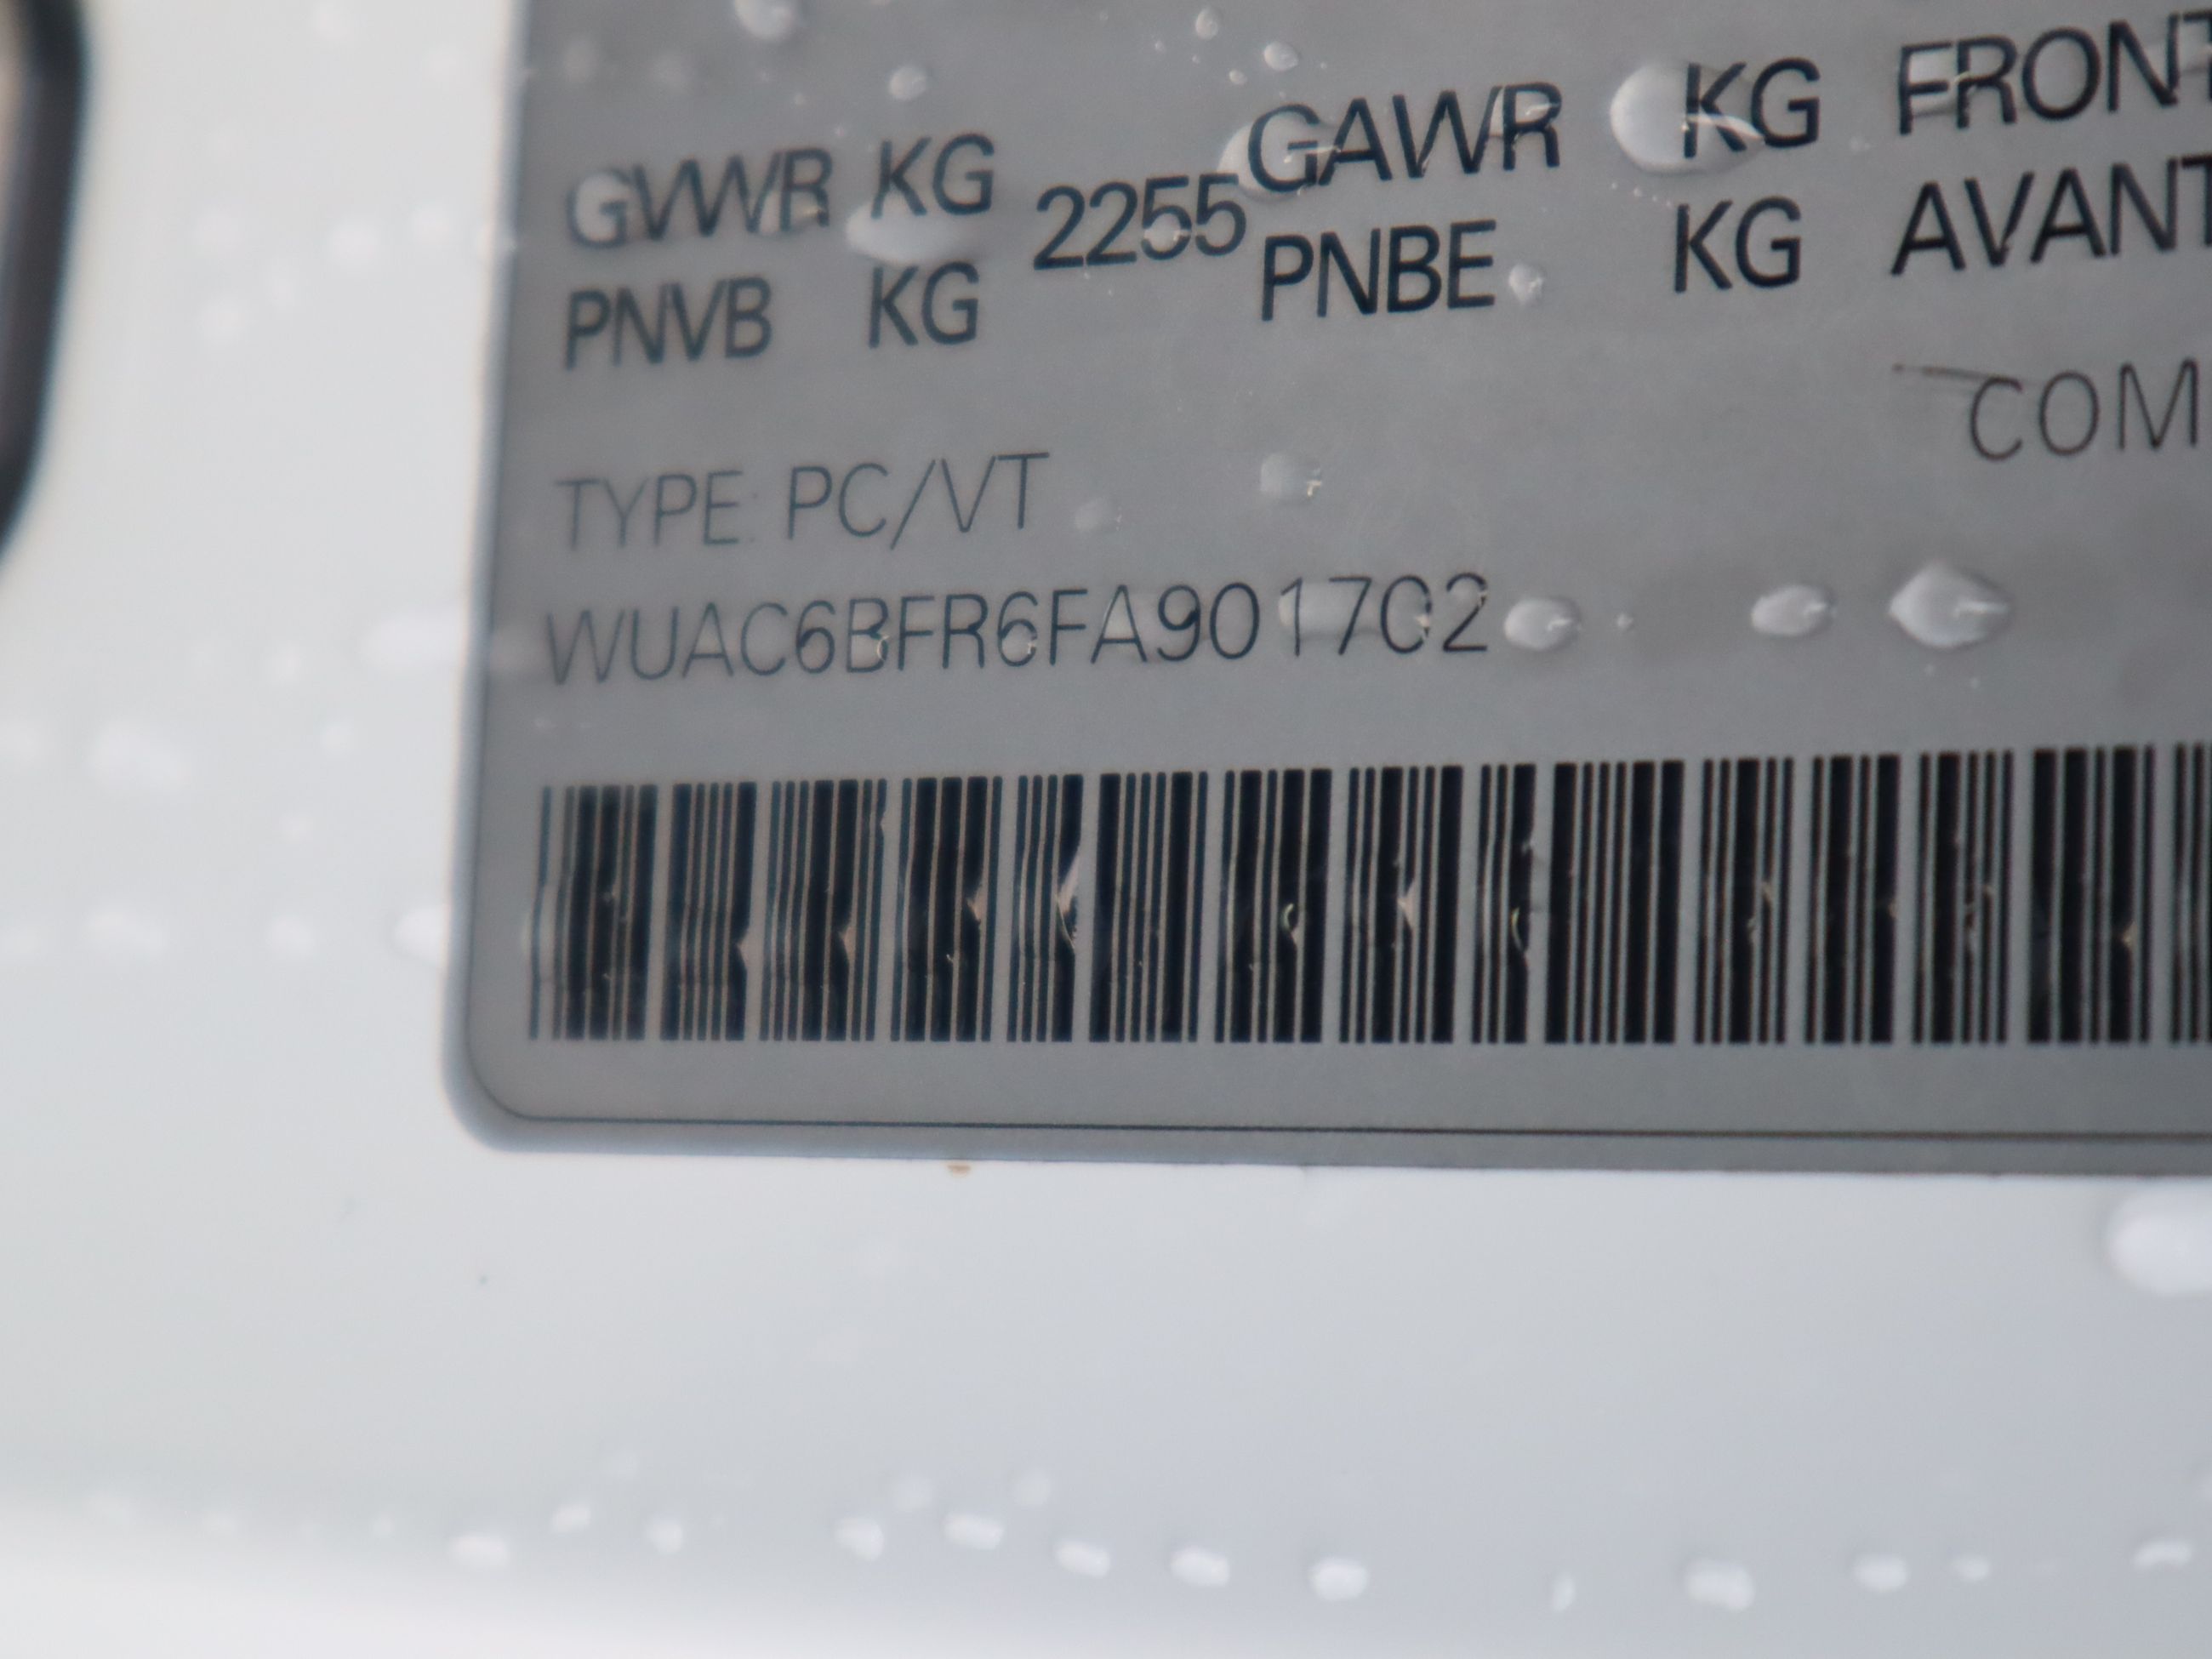 GVWR KG 2255 GAWR KG FRONT
PNVB KG PNBE KG AVANT
COM
TYPE: PC/VT
WUAC6BFR6FA901702